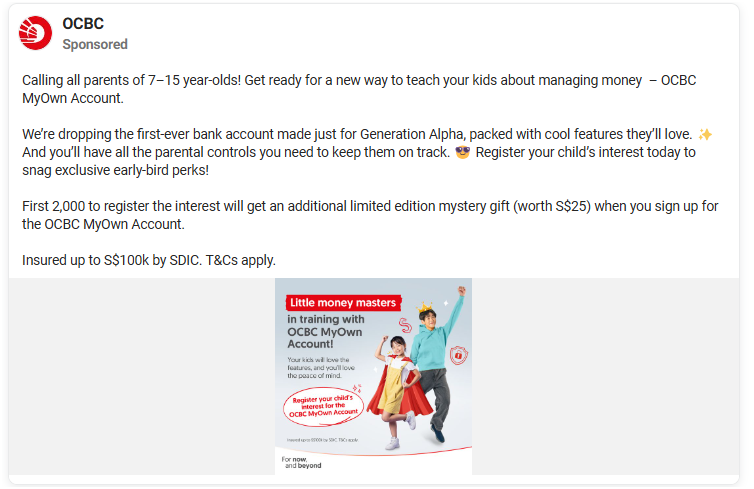 OCBC
Sponsored
Calling all parents of 7–15 year-olds! Get ready for a new way to teach your kids about managing money – OCBC
MyOwn Account.
We're dropping the first-ever bank account made just for Generation Alpha, packed with cool features they'll love. ✨
And you'll have all the parental controls you need to keep them on track. 😎 Register your child's interest today to
snag exclusive early-bird perks!
First 2,000 to register the interest will get an additional limited edition mystery gift (worth S$25) when you sign up for
the OCBC MyOwn Account.
Insured up to S$100k by SDIC. T&Cs apply.
Little money masters
in training with
OCBC MyOwn
Account!
Your kids will love the
features, and you'll love
the peace of mind.
Register your child's
interest for the
OCBC MyOwn Account
Insured up to S$100k by SDIC. T&Cs apply.
For now,
and beyond